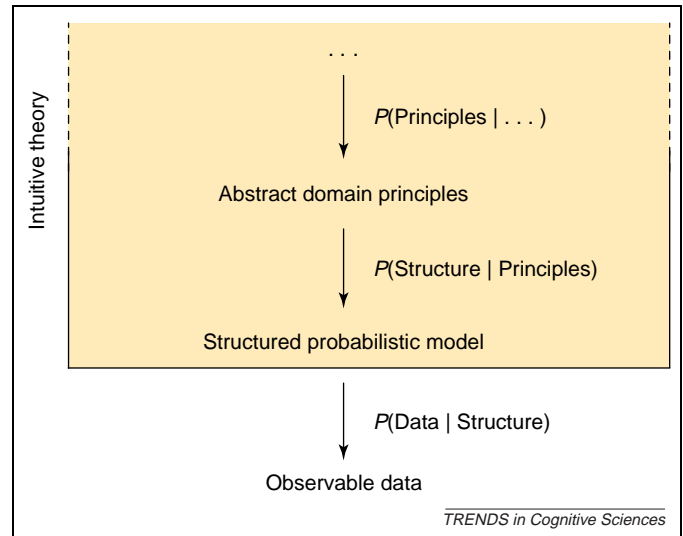 . . .
P(Principles | . . . )
Intuitive theory
Abstract domain principles
P(Structure | Principles)
Structured probabilistic model
P(Data | Structure)
Observable data
TRENDS in Cognitive Sciences